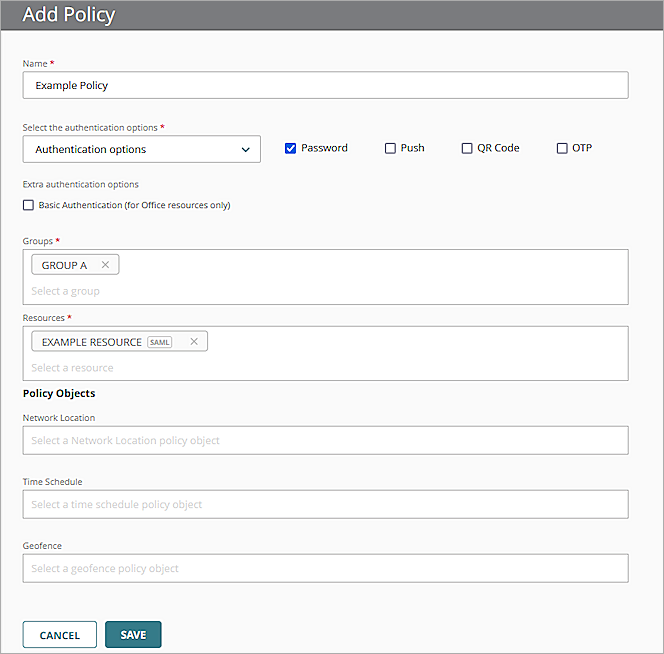 Add Policy
Name *
Example Policy
Select the authentication options *
Authentication options Password Push QR Code OTP
Extra authentication options
Basic Authentication (for Office resources only)
Groups *
GROUP A ×
Select a group
Resources *
EXAMPLE RESOURCE SAML ×
Select a resource
Policy Objects
Network Location
Select a Network Location policy object
Time Schedule
Select a time schedule policy object
Geofence
Select a geofence policy object
CANCEL SAVE